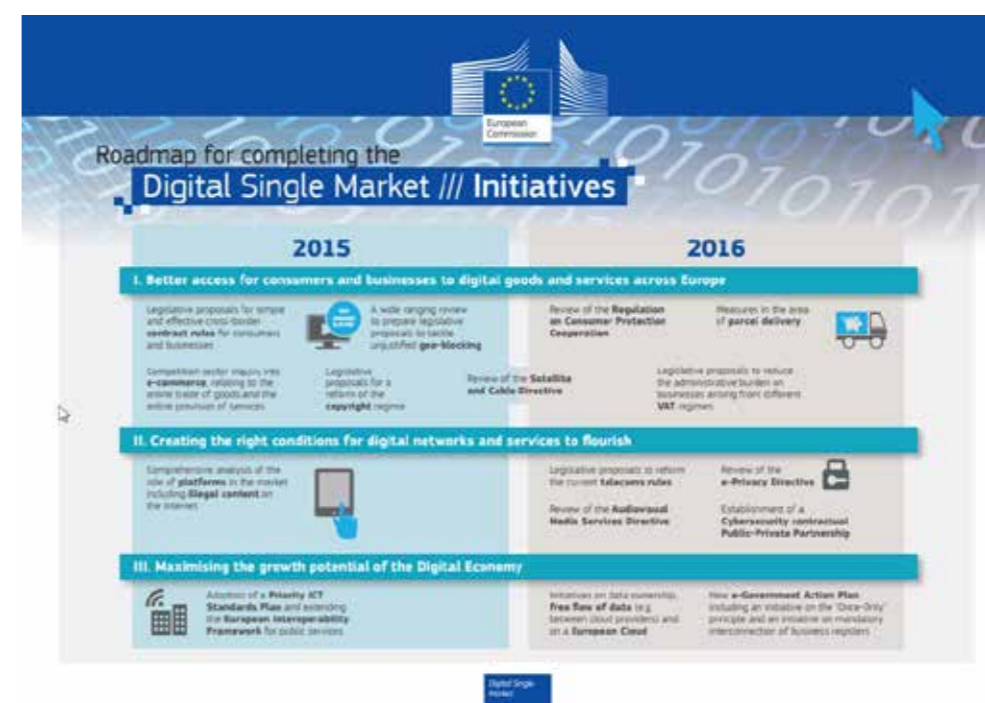 European
Commission
Roadmap for completing the
Digital Single Market /// Initiatives
2015
2016
I. Better access for consumers and businesses to digital goods and services across Europe
Legislative proposals for simple
and effective cross-border
contract rules for consumers
and businesses
A wide ranging review
to prepare legislative
proposals to tackle
unjustified geo-blocking
Review of the Regulation
on Consumer Protection
Cooperation
Measures in the area
of parcel delivery
Competition sector inquiry into
e-commerce, relating to the
online trade of goods and the
online provision of services
Legislative
proposals for a
reform of the
copyright regime
Review of the Satellite
and Cable Directive
Legislative proposals to reduce
the administrative burden on
businesses arising from different
VAT regimes
II. Creating the right conditions for digital networks and services to flourish
Comprehensive analysis of the
role of platforms in the market
including illegal content on
the internet
Legislative proposals to reform
the current telecoms rules
Review of the
e-Privacy Directive
Review of the Audiovisual
Media Services Directive
Establishment of a
Cybersecurity contractual
Public-Private Partnership
III. Maximising the growth potential of the Digital Economy
Adoption of a Priority ICT
Standards Plan and extending
the European Interoperability
Framework for public services
Initiatives on data ownership,
free flow of data (e.g.
between cloud providers) and
on a European Cloud
New e-Government Action Plan
including an initiative on the 'Once-Only'
principle and an initiative on mandatory
interconnection of business registers
Digital Single
Market